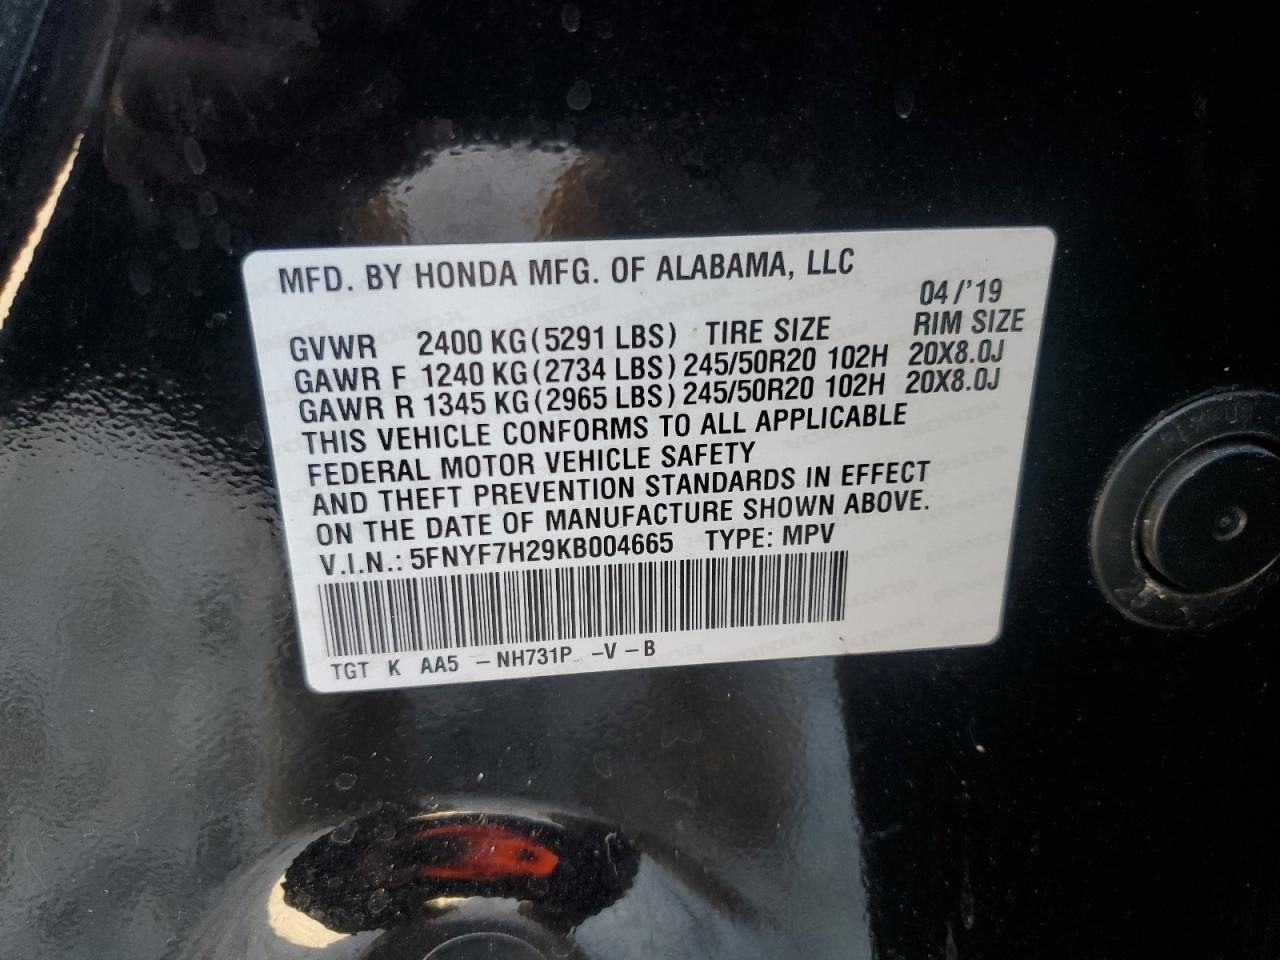 MFD. BY HONDA MFG. OF ALABAMA, LLC
04/'19
GVWR 2400 KG(5291 LBS) TIRE SIZE RIM SIZE
GAWR F 1240 KG(2734 LBS) 245/50R20 102H 20X8.0J
GAWR R 1345 KG(2965 LBS) 245/50R20 102H 20X8.0J
THIS VEHICLE CONFORMS TO ALL APPLICABLE
FEDERAL MOTOR VEHICLE SAFETY
AND THEFT PREVENTION STANDARDS IN EFFECT
ON THE DATE OF MANUFACTURE SHOWN ABOVE.
V.I.N.: 5FNYF7H29KB004665 TYPE: MPV
TGT K AA5 -NH731P -V-B